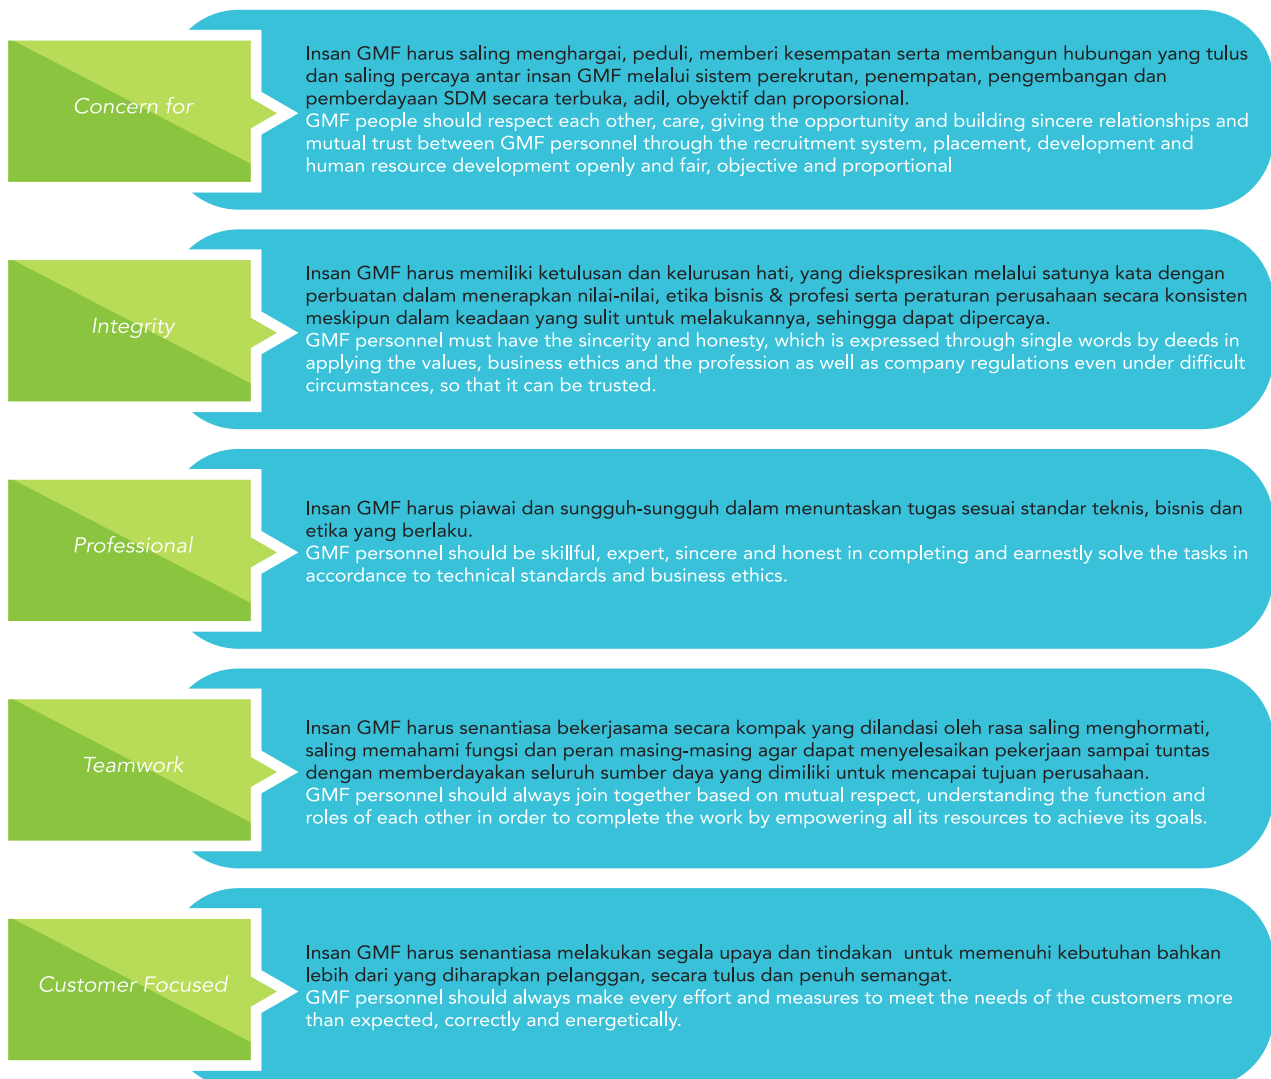 Concern for
Insan GMF harus saling menghargai, peduli, memberi kesempatan serta membangun hubungan yang tulus
dan saling percaya antar insan GMF melalui sistem perekrutan, penempatan, pengembangan dan
pemberdayaan SDM secara terbuka, adil, obyektif dan proporsional.
GMF people should respect each other, care, giving the opportunity and building sincere relationships and
mutual trust between GMF personnel through the recruitment system, placement, development and
human resource development openly and fair, objective and proportional
Integrity
Insan GMF harus memiliki ketulusan dan kelurusan hati, yang diekspresikan melalui satunya kata dengan
perbuatan dalam menerapkan nilai-nilai, etika bisnis & profesi serta peraturan perusahaan secara konsisten
meskipun dalam keadaan yang sulit untuk melakukannya, sehingga dapat dipercaya.
GMF personnel must have the sincerity and honesty, which is expressed through single words by deeds in
applying the values, business ethics and the profession as well as company regulations even under difficult
circumstances, so that it can be trusted.
Professional
Insan GMF harus piawai dan sungguh-sungguh dalam menuntaskan tugas sesuai standar teknis, bisnis dan
etika yang berlaku.
GMF personnel should be skillful, expert, sincere and honest in completing and earnestly solve the tasks in
accordance to technical standards and business ethics.
Teamwork
Insan GMF harus senantiasa bekerjasama secara kompak yang dilandasi oleh rasa saling menghormati,
saling memahami fungsi dan peran masing-masing agar dapat menyelesaikan pekerjaan sampai tuntas
dengan memberdayakan seluruh sumber daya yang dimiliki untuk mencapai tujuan perusahaan.
GMF personnel should always join together based on mutual respect, understanding the function and
roles of each other in order to complete the work by empowering all its resources to achieve its goals.
Customer Focused
Insan GMF harus senantiasa melakukan segala upaya dan tindakan untuk memenuhi kebutuhan bahkan
lebih dari yang diharapkan pelanggan, secara tulus dan penuh semangat.
GMF personnel should always make every effort and measures to meet the needs of the customers more
than expected, correctly and energetically.